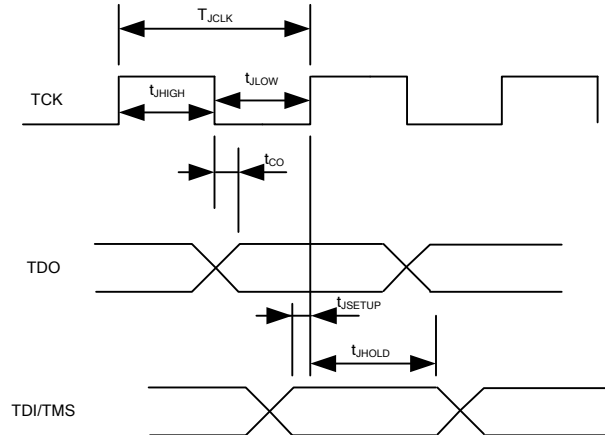 TJCLK
tJHIGH
tJLOW
TCK
tCO
TDO
tJSETUP
tJHOLD
TDI/TMS